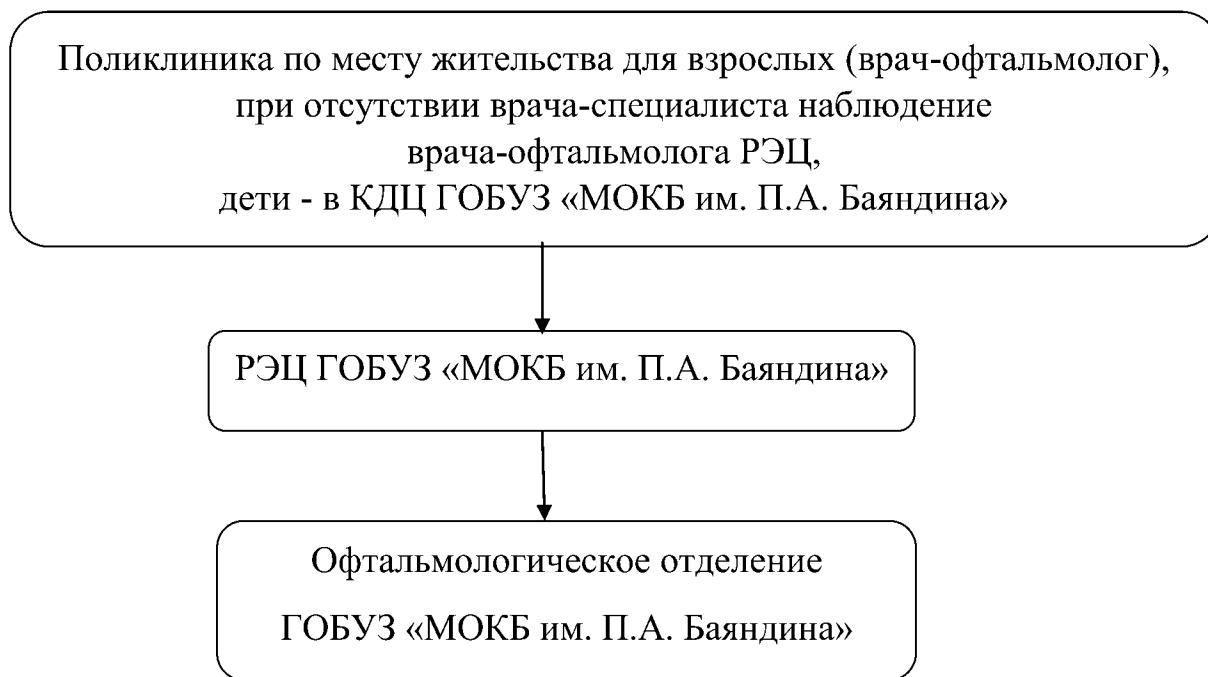 Поликлиника по месту жительства для взрослых (врач-офтальмолог),
при отсутствии врача-специалиста наблюдение
врача-офтальмолога РЭЦ,
дети - в КДЦ ГОБУЗ «МОКБ им. П.А. Баяндина»
РЭЦ ГОБУЗ «МОКБ им. П.А. Баяндина»
Офтальмологическое отделение
ГОБУЗ «МОКБ им. П.А. Баяндина»